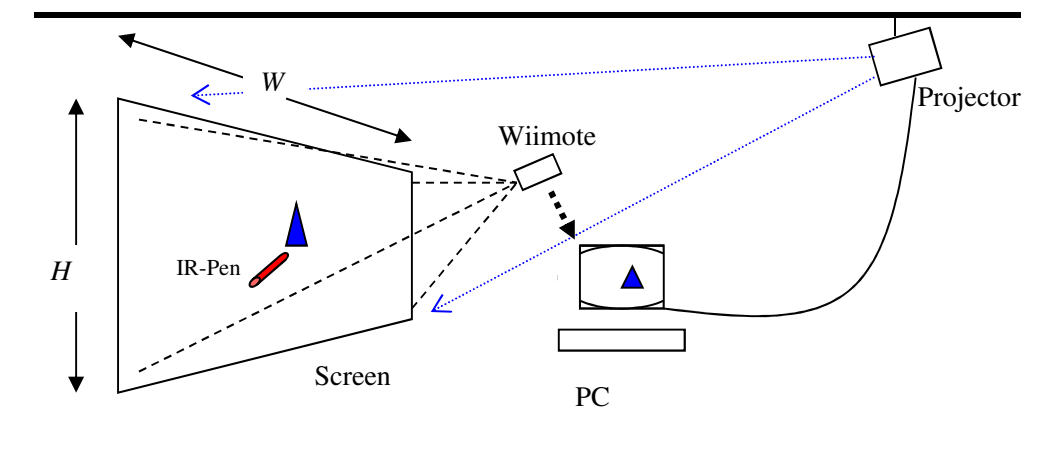 W
Projector
Wiimote
H
IR-Pen
Screen
PC